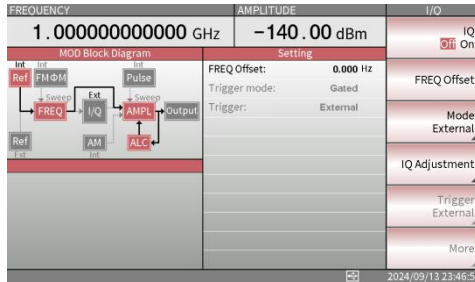 FREQUENCY
AMPLITUDE
I/Q
1.000000000000 GHz
-140.00 dBm
IQ
Off On
MOD Block Diagram
Setting
Int Int Int
Ref FMΦM Pulse
Sweep Ext Sweep
FREQ I/Q AMPL Output
Ref AM ALC
Ext Int
FREQ Offset: 0.000 Hz
Trigger mode: Gated
Trigger: External
FREQ Offset
Mode
External
IQ Adjustment
Trigger
External
More
2024/09/13 23:46:5